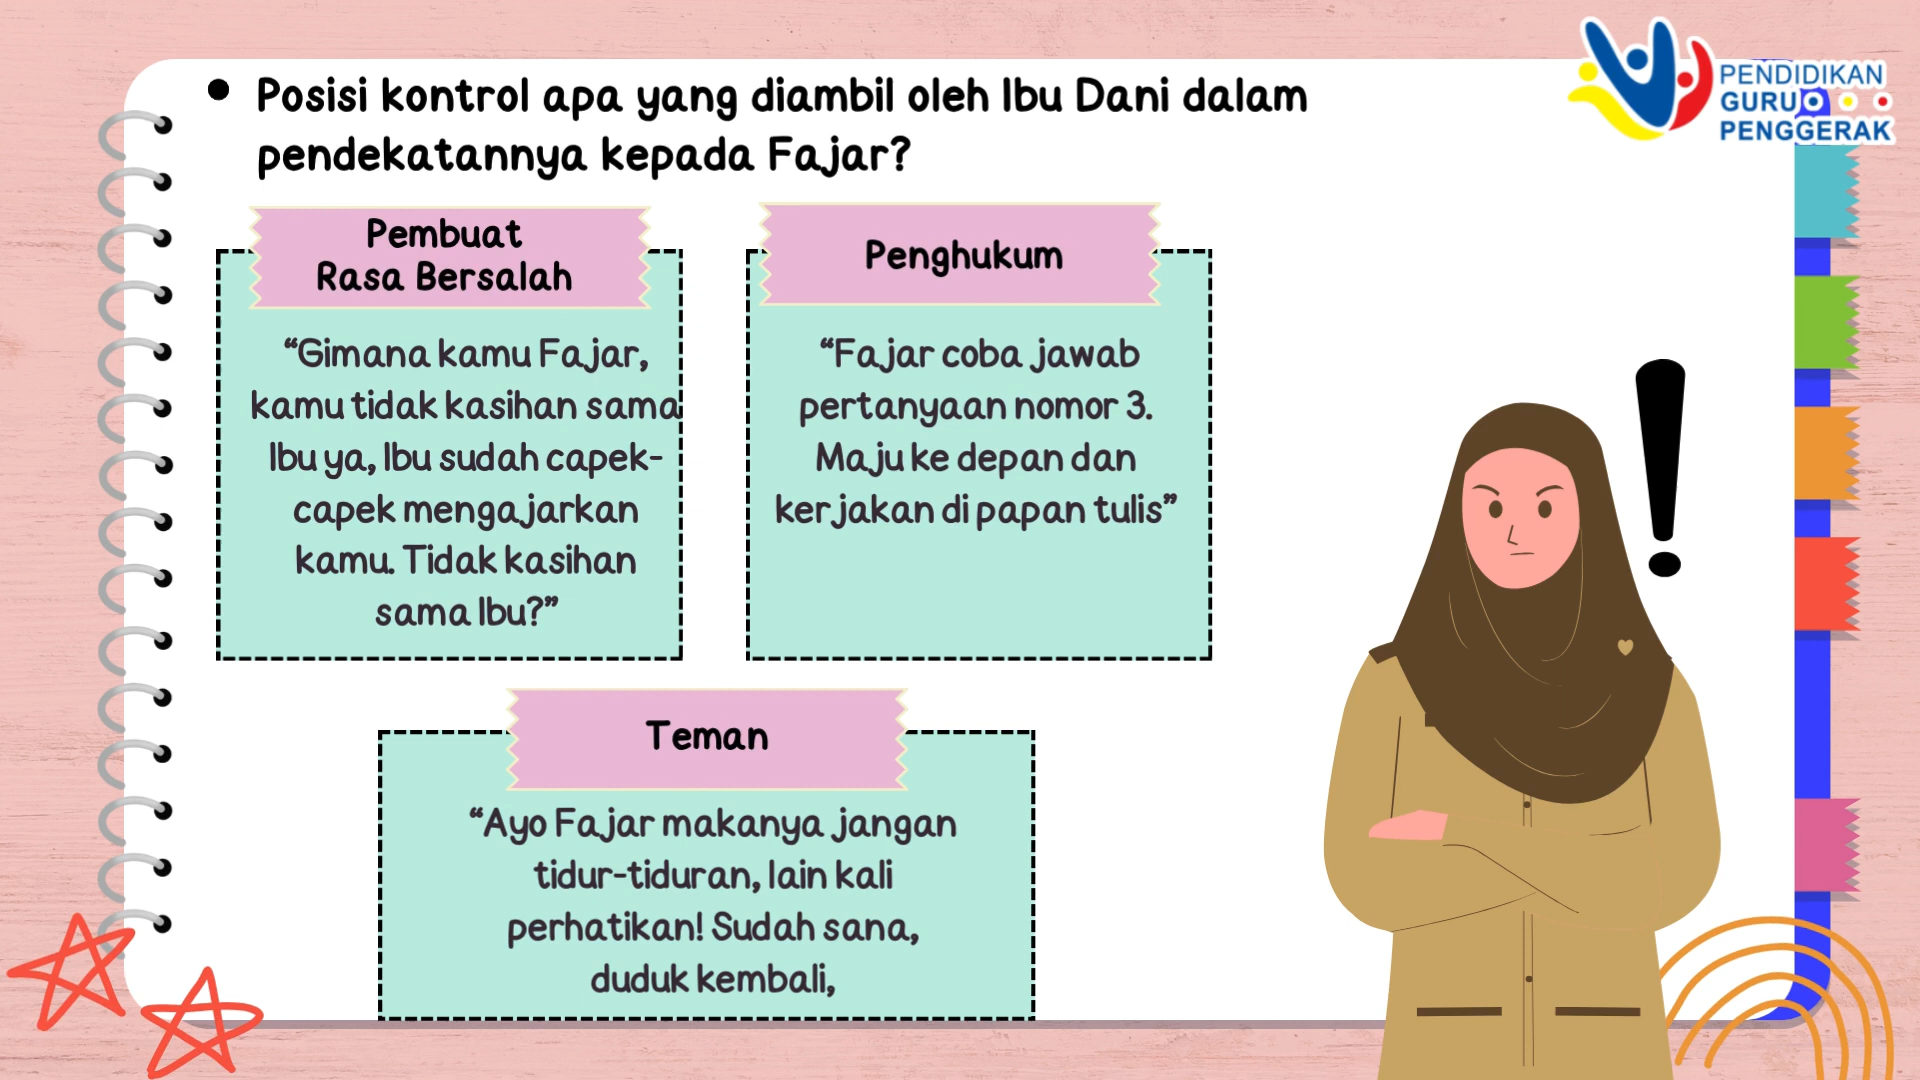 Posisi kontrol apa yang diambil oleh Ibu Dani dalam
pendekatannya kepada Fajar?
PENDIDIKAN
GURU
PENGGERAK
Pembuat
Rasa Bersalah
“Gimana kamu Fajar,
kamu tidak kasihan sama
Ibu ya, Ibu sudah capek-
capek mengajarkan
kamu. Tidak kasihan
sama Ibu?”
Penghukum
“Fajar coba jawab
pertanyaan nomor 3.
Maju ke depan dan
kerjakan di papan tulis”
Teman
“Ayo Fajar makanya jangan
tidur-tiduran, lain kali
perhatikan! Sudah sana,
duduk kembali,